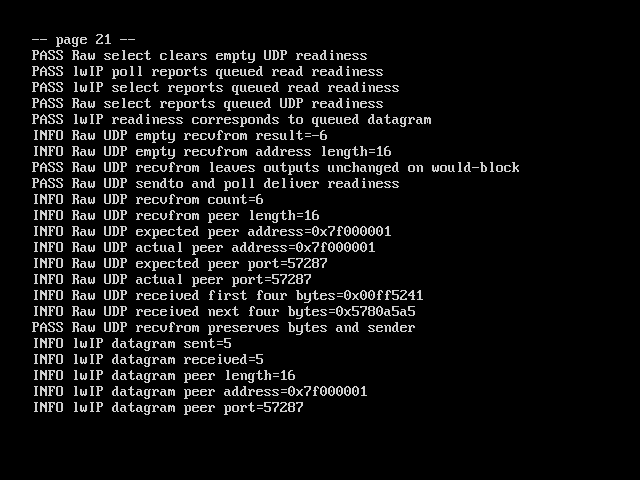 -- page 21 --
PASS Raw select clears empty UDP readiness
PASS lwIP poll reports queued read readiness
PASS lwIP select reports queued read readiness
PASS Raw select reports queued UDP readiness
PASS lwIP readiness corresponds to queued datagram
INFO Raw UDP empty recvfrom result=-6
INFO Raw UDP empty recvfrom address length=16
PASS Raw UDP recvfrom leaves outputs unchanged on would-block
PASS Raw UDP sendto and poll deliver readiness
INFO Raw UDP recvfrom count=6
INFO Raw UDP recvfrom peer length=16
INFO Raw UDP expected peer address=0x7f000001
INFO Raw UDP actual peer address=0x7f000001
INFO Raw UDP expected peer port=57287
INFO Raw UDP actual peer port=57287
INFO Raw UDP received first four bytes=0x00ff5241
INFO Raw UDP received next four bytes=0x5780a5a5
PASS Raw UDP recvfrom preserves bytes and sender
INFO lwIP datagram sent=5
INFO lwIP datagram received=5
INFO lwIP datagram peer length=16
INFO lwIP datagram peer address=0x7f000001
INFO lwIP datagram peer port=57287